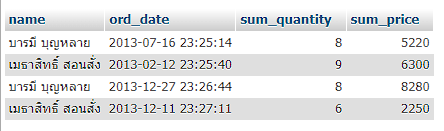 name ord_date sum_quantity sum_price
บารมี บุญหลาย 2013-07-16 23:25:14 8 5220
เมธาสิทธิ์ สอนสั่ง 2013-02-12 23:25:40 9 6300
บารมี บุญหลาย 2013-12-27 23:26:44 8 8280
เมธาสิทธิ์ สอนสั่ง 2013-12-11 23:27:11 6 2250